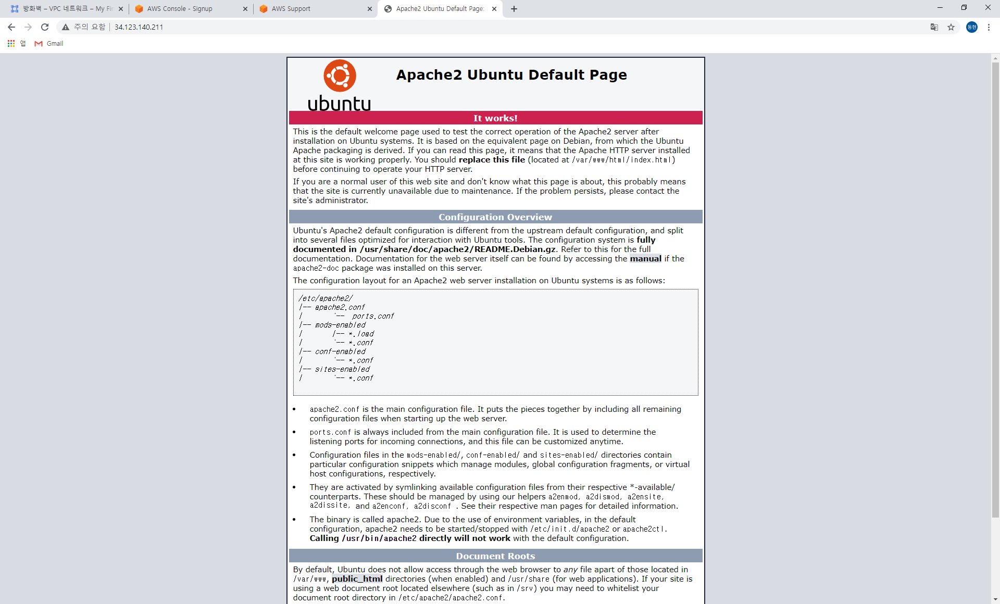 방화벽 – VPC 네트워크 – My Fir
AWS Console - Signup
AWS Support
Apache2 Ubuntu Default Page:
주의 요함
34.123.140.211
동현
앱
Gmail
ubuntu
Apache2 Ubuntu Default Page
It works!
This is the default welcome page used to test the correct operation of the Apache2 server after
installation on Ubuntu systems. It is based on the equivalent page on Debian, from which the Ubuntu
Apache packaging is derived. If you can read this page, it means that the Apache HTTP server installed
at this site is working properly. You should replace this file (located at /var/www/html/index.html)
before continuing to operate your HTTP server.
If you are a normal user of this web site and don't know what this page is about, this probably means
that the site is currently unavailable due to maintenance. If the problem persists, please contact the
site's administrator.
Configuration Overview
Ubuntu's Apache2 default configuration is different from the upstream default configuration, and split
into several files optimized for interaction with Ubuntu tools. The configuration system is fully
documented in /usr/share/doc/apache2/README.Debian.gz. Refer to this for the full
documentation. Documentation for the web server itself can be found by accessing the manual if the
apache2-doc package was installed on this server.
The configuration layout for an Apache2 web server installation on Ubuntu systems is as follows:
/etc/apache2/
|-- apache2.conf
|       `--  ports.conf
|-- mods-enabled
|       |-- *.load
|       `-- *.conf
|-- conf-enabled
|       `-- *.conf
|-- sites-enabled
|       `-- *.conf
• apache2.conf is the main configuration file. It puts the pieces together by including all remaining
configuration files when starting up the web server.
• ports.conf is always included from the main configuration file. It is used to determine the
listening ports for incoming connections, and this file can be customized anytime.
• Configuration files in the mods-enabled/, conf-enabled/ and sites-enabled/ directories contain
particular configuration snippets which manage modules, global configuration fragments, or virtual
host configurations, respectively.
• They are activated by symlinking available configuration files from their respective *-available/
counterparts. These should be managed by using our helpers a2enmod, a2dismod, a2ensite,
a2dissite, and a2enconf, a2disconf . See their respective man pages for detailed information.
• The binary is called apache2. Due to the use of environment variables, in the default
configuration, apache2 needs to be started/stopped with /etc/init.d/apache2 or apache2ctl.
Calling /usr/bin/apache2 directly will not work with the default configuration.
Document Roots
By default, Ubuntu does not allow access through the web browser to any file apart of those located in
/var/www, public_html directories (when enabled) and /usr/share (for web applications). If your site is
using a web document root located elsewhere (such as in /srv) you may need to whitelist your
document root directory in /etc/apache2/apache2.conf.